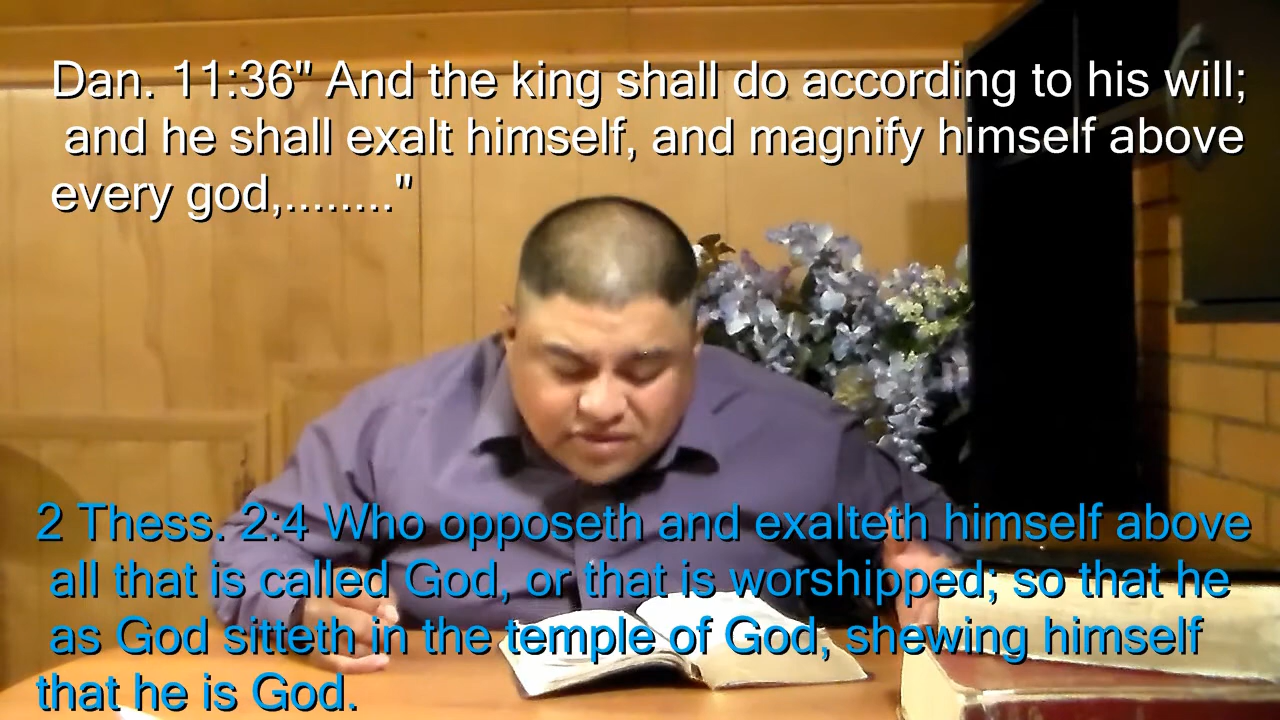 Dan. 11:36" And the king shall do according to his will;
and he shall exalt himself, and magnify himself above
every god,........"
2 Thess. 2:4 Who opposeth and exalteth himself above
all that is called God, or that is worshipped; so that he
as God sitteth in the temple of God, shewing himself
that he is God.